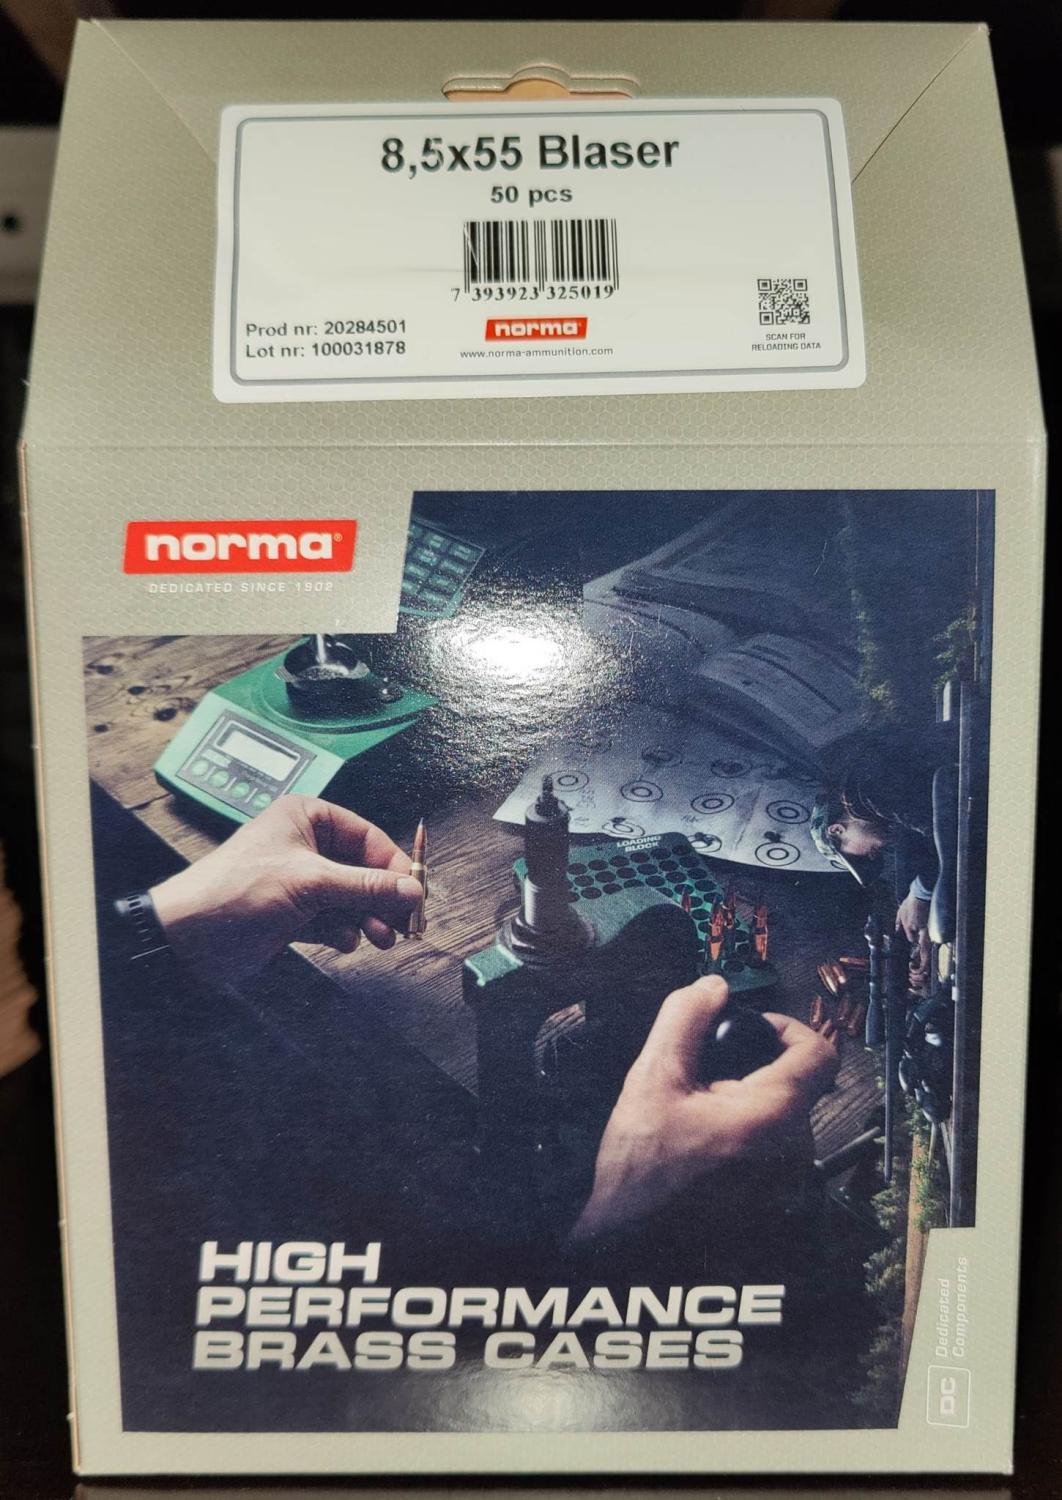 8,5x55 Blaser
50 pcs
7 393923 325019
Prod nr: 20284501
Lot nr: 100031878
norma
www.norma-ammunition.com
SCAN FOR
RELOADING DATA
norma®
DEDICATED SINCE 1902
LOADING
BLOCK
HIGH
PERFORMANCE
BRASS CASES
DC
Dedicated
Components